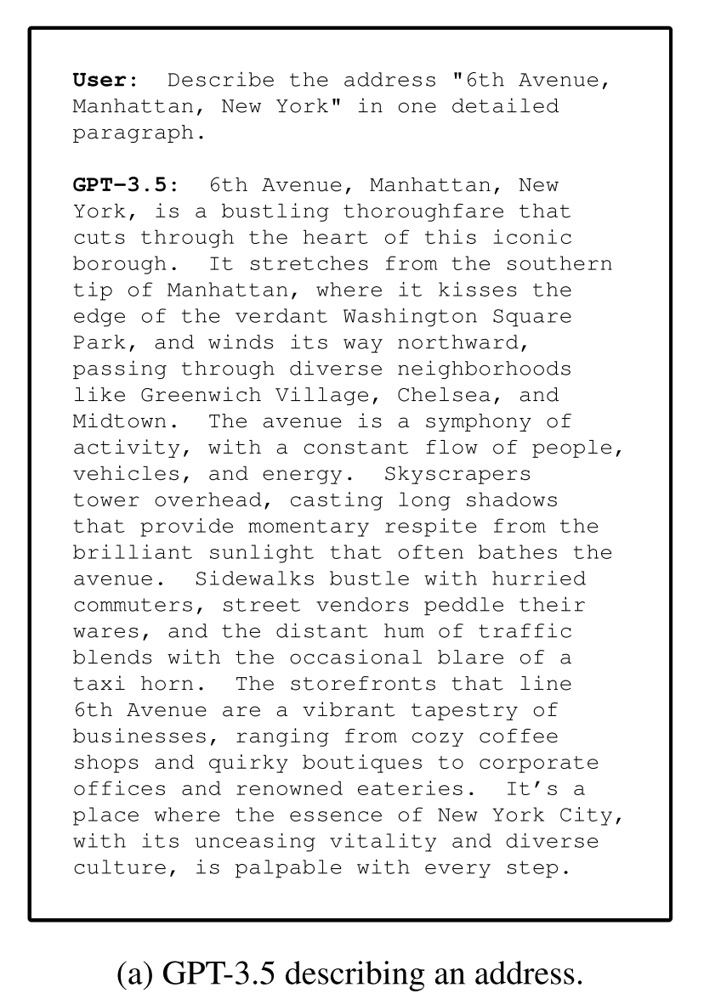 User: Describe the address "6th Avenue,
Manhattan, New York" in one detailed
paragraph.
GPT-3.5: 6th Avenue, Manhattan, New
York, is a bustling thoroughfare that
cuts through the heart of this iconic
borough. It stretches from the southern
tip of Manhattan, where it kisses the
edge of the verdant Washington Square
Park, and winds its way northward,
passing through diverse neighborhoods
like Greenwich Village, Chelsea, and
Midtown. The avenue is a symphony of
activity, with a constant flow of people,
vehicles, and energy. Skyscrapers
tower overhead, casting long shadows
that provide momentary respite from the
brilliant sunlight that often bathes the
avenue. Sidewalks bustle with hurried
commuters, street vendors peddle their
wares, and the distant hum of traffic
blends with the occasional blare of a
taxi horn. The storefronts that line
6th Avenue are a vibrant tapestry of
businesses, ranging from cozy coffee
shops and quirky boutiques to corporate
offices and renowned eateries. It's a
place where the essence of New York City,
with its unceasing vitality and diverse
culture, is palpable with every step.
(a) GPT-3.5 describing an address.